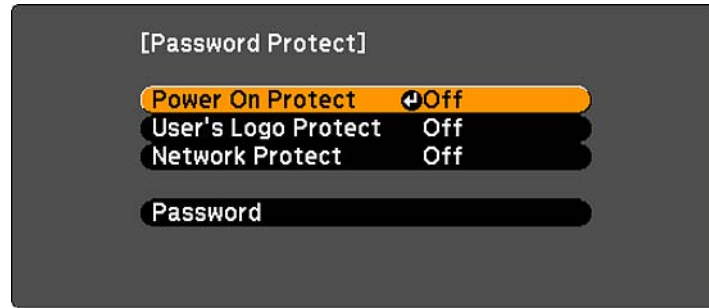 [Password Protect]
Power On Protect Off
User's Logo Protect Off
Network Protect Off
Password